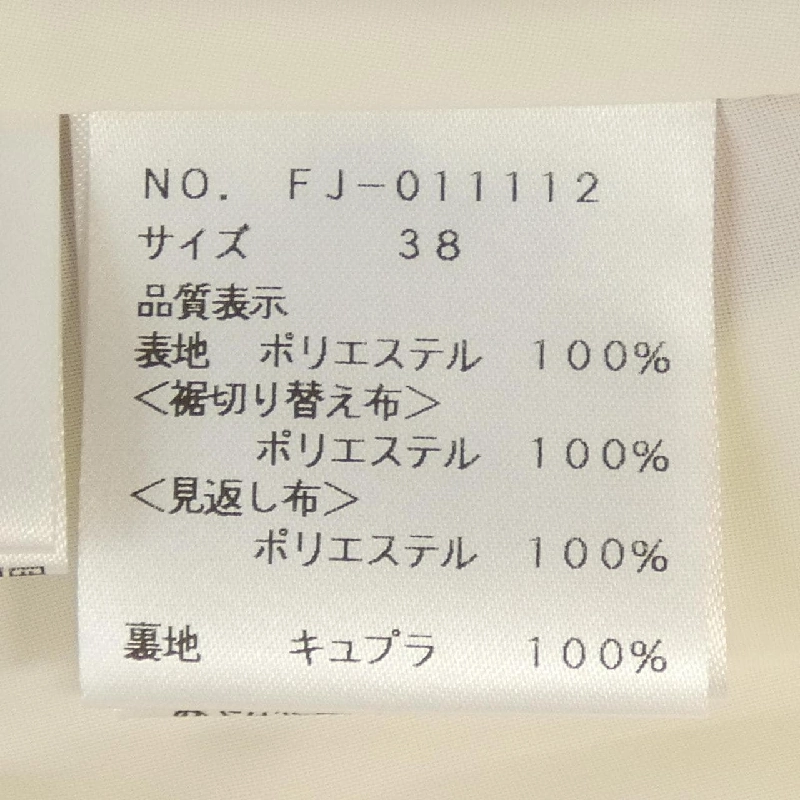 NO. FJ-011112
サイズ 38
品質表示
表地 ポリエステル 100%
<裾切り替え布>
ポリエステル 100%
<見返し布>
ポリエステル 100%
裏地 キュプラ 100%